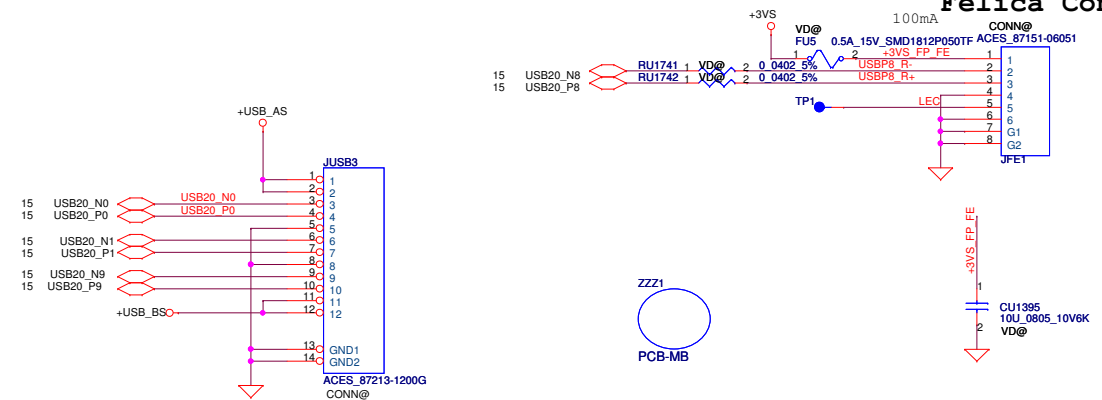 Felica Con
+3VS
100mA
VD@
CONN@
FU5
0.5A_15V_SMD1812P050TF
ACES_87151-06051
1
2
+3VS_FP_FE
1
1
15
USB20_N8
RU1741
1
VD@
2
0_0402_5%
USBP8_R-
2
2
15
USB20_P8
RU1742
1
VD@
2
0_0402_5%
USBP8_R+
3
3
4
4
TP1
LEC
5
5
6
6
7
G1
8
G2
JFE1
+USB_AS
JUSB3
1
1
2
2
15
USB20_N0
USB20_N0
3
3
15
USB20_P0
USB20_P0
4
4
5
5
15
USB20_N1
6
6
15
USB20_P1
7
7
8
8
15
USB20_N9
9
9
15
USB20_P9
10
10
11
11
+USB_BS
12
12
13
GND1
14
GND2
ACES_87213-1200G
CONN@
ZZZ1
PCB-MB
+3VS_FP_FE
1
CU1395
10U_0805_10V6K
2
VD@